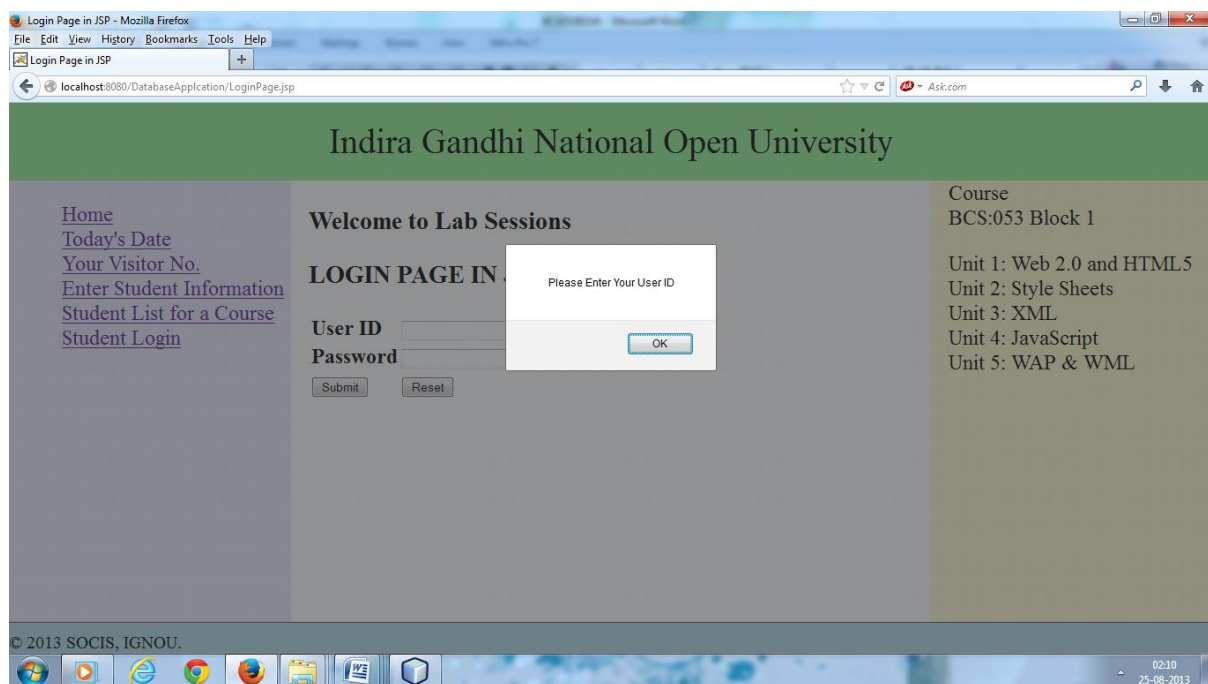 Login Page in JSP - Mozilla Firefox
File Edit View History Bookmarks Tools Help
Login Page in JSP
localhost:8080/DatabaseApplcation/LoginPage.jsp
Ask.com
Indira Gandhi National Open University
Home
Today's Date
Your Visitor No.
Enter Student Information
Student List for a Course
Student Login
Welcome to Lab Sessions
LOGIN PAGE IN
User ID
Password
Submit Reset
Please Enter Your User ID
OK
Course
BCS:053 Block 1
Unit 1: Web 2.0 and HTML5
Unit 2: Style Sheets
Unit 3: XML
Unit 4: JavaScript
Unit 5: WAP & WML
© 2013 SOCIS, IGNOU.
02:10
25-08-2013